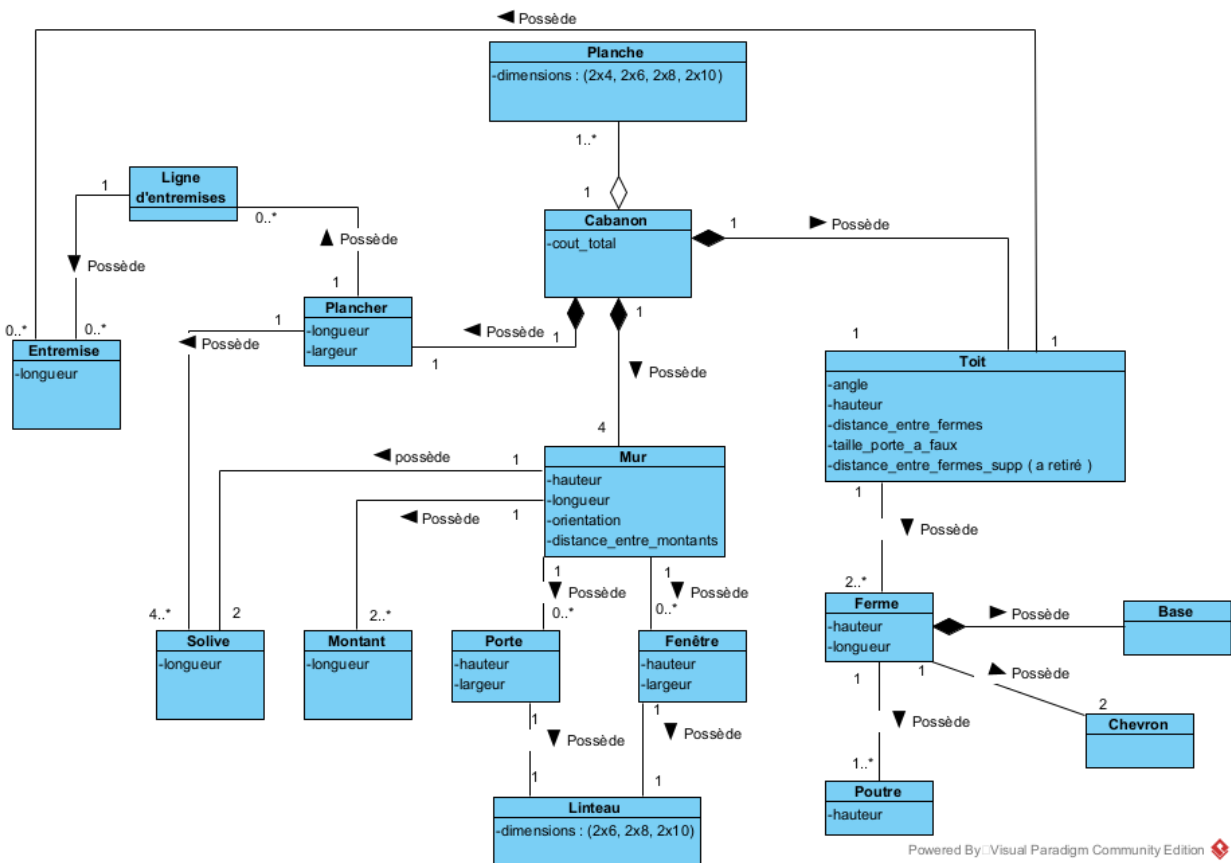 ◀ Possède
Planche
-dimensions : (2x4, 2x6, 2x8, 2x10)
1..*
1
Ligne
d'entremises
1
0..*
▼ Possède
▲ Possède
1
0..*
0..*
Cabanon
-cout_total
1
▶ Possède
Plancher
-longueur
-largeur
1
◀ Possède
◀ Possède
1
1
1
▼ Possède
4
Entremise
-longueur
1
1
Toit
-angle
-hauteur
-distance_entre_fermes
-taille_porte_a_faux
-distance_entre_fermes_supp ( a retiré )
Mur
-hauteur
-longueur
-orientation
-distance_entre_montants
◀ possède
1
◀ Possède
1
1
▼ Possède
2..*
1
▼ Possède
0..*
1
▼ Possède
0..*
4..*
2
2..*
Solive
-longueur
Montant
-longueur
Porte
-hauteur
-largeur
Fenêtre
-hauteur
-largeur
Ferme
-hauteur
-longueur
▶ Possède
Base
1
▶ Possède
2
Chevron
1
▼ Possède
1..*
Poutre
-hauteur
1
▼ Possède
1
1
▼ Possède
1
Linteau
-dimensions : (2x6, 2x8, 2x10)
Powered By Visual Paradigm Community Edition